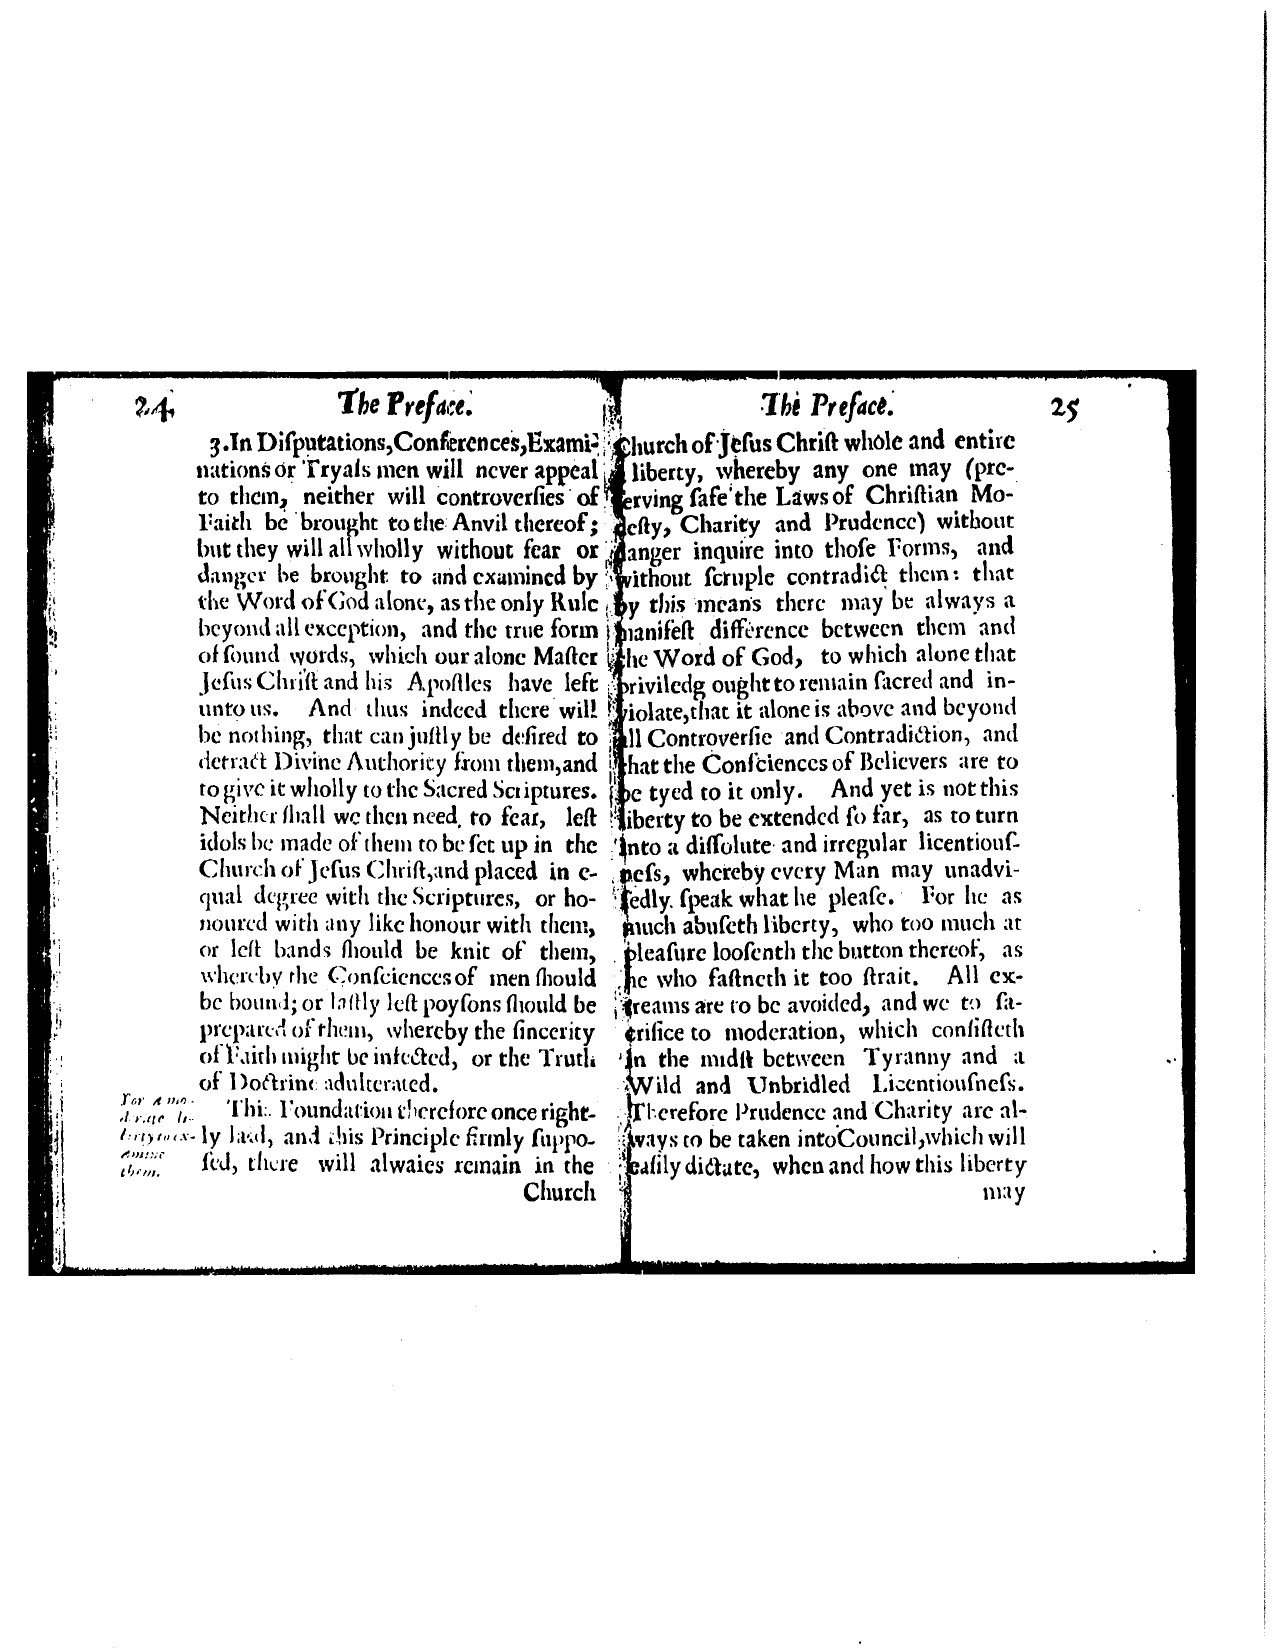 24
The Preface.
3. In Diſputations, Conferences, Exami-
nations or Tryals men will never appeal
to them, neither will controverſies of
Faith be brought to the Anvil thereof;
but they will all wholly without fear or
danger be brought to and examined by
the Word of God alone, as the only Rule
beyond all exception, and the true form
of ſound words, which our alone Maſter
Jeſus Chriſt and his Apoſtles have left
unto us. And thus indeed there will
be nothing, that can juſtly be deſired to
detract Divine Authority from them, and
to give it wholly to the Sacred Scriptures.
Neither ſhall we then need to fear, leſt
idols be made of them to be ſet up in the
Church of Jeſus Chriſt, and placed in e-
qual degree with the Scriptures, or ho-
noured with any like honour with them,
or leſt bands ſhould be knit of them,
whereby the Conſciences of men ſhould
be bound; or laſtly leſt poyſons ſhould be
prepared of them, whereby the ſincerity
of Faith might be infected, or the Truth
of Doctrine adulterated.
For a mo-
derate li-
berty to ex-
amine
them.
This Foundation therefore once right-
ly laid, and this Principle firmly ſuppo-
ſed, there will alwaies remain in the
Church
The Preface.
25
Church of Jeſus Chriſt whole and entire
liberty, whereby any one may (pre-
ſerving ſafe the Laws of Chriſtian Mo-
deſty, Charity and Prudence) without
danger inquire into thoſe Forms, and
without ſcruple contradict them: that
by this means there may be always a
manifeſt difference between them and
the Word of God, to which alone that
priviledg ought to remain ſacred and in-
violate, that it alone is above and beyond
all Controverſie and Contradiction, and
that the Conſciences of Believers are to
be tyed to it only. And yet is not this
liberty to be extended ſo far, as to turn
into a diſſolute and irregular licentiouſ-
neſs, whereby every Man may unadvi-
ſedly ſpeak what he pleaſe. For he as
much abuſeth liberty, who too much at
pleaſure looſenth the button thereof, as
he who faſtneth it too ſtrait. All ex-
treams are to be avoided, and we to ſa-
crifice to moderation, which conſiſteth
in the midſt between Tyranny and a
Wild and Unbridled Licentiouſneſs.
Therefore Prudence and Charity are al-
ways to be taken into Council, which will
eaſily dictate, when and how this liberty
may